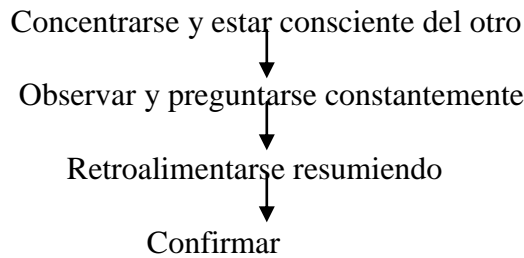 Concentrarse y estar consciente del otro
Observar y preguntarse constantemente
Retroalimentarse resumiendo
Confirmar